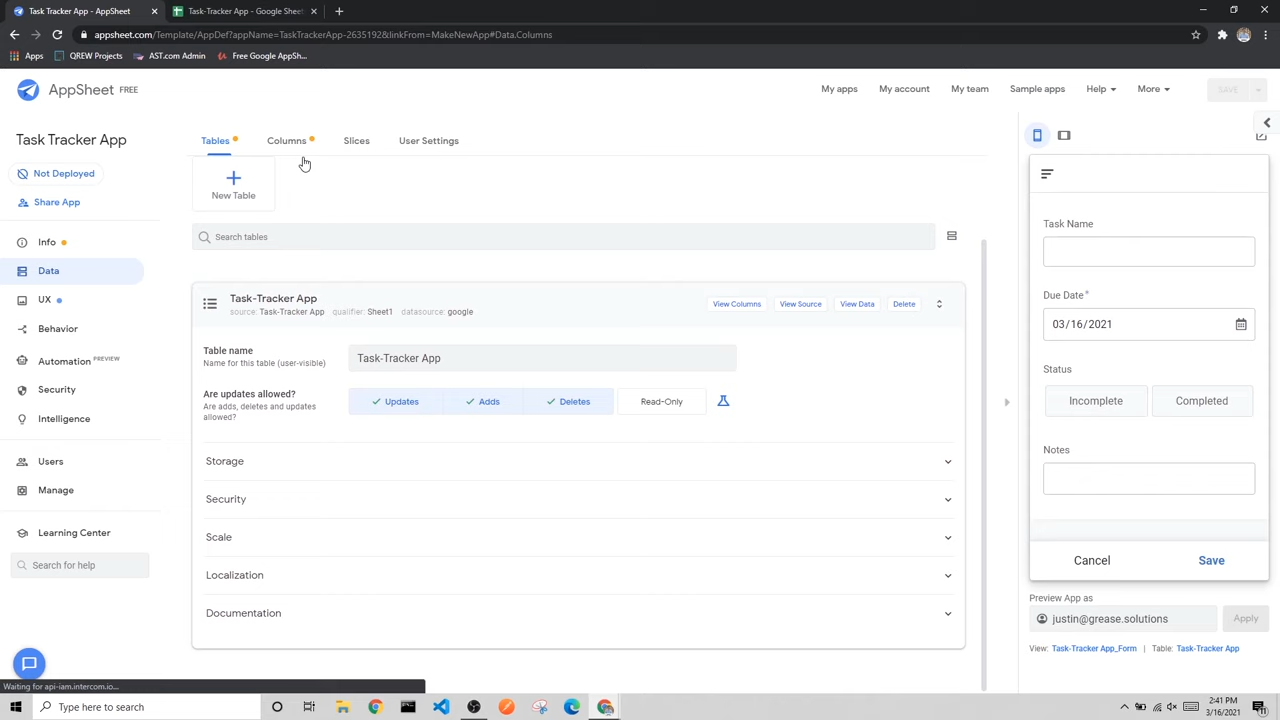 Task Tracker App - AppSheet
Task-Tracker App - Google Sheet
appsheet.com/Template/AppDef?appName=TaskTrackerApp-2635192&linkFrom=MakeNewApp#Data.Columns
Apps
QREW Projects
AST.com Admin
Free Google AppSh...
AppSheet FREE
My apps
My account
My team
Sample apps
Help
More
SAVE
Task Tracker App
Not Deployed
Share App
Info
Data
UX
Behavior
Automation PREVIEW
Security
Intelligence
Users
Manage
Learning Center
Search for help
Tables
Columns
Slices
User Settings
New Table
Search tables
Task-Tracker App
source: Task-Tracker App qualifier: Sheet1 datasource: google
View Columns
View Source
View Data
Delete
Table name
Name for this table (user-visible)
Task-Tracker App
Are updates allowed?
Are adds, deletes and updates
allowed?
Updates
Adds
Deletes
Read-Only
Storage
Security
Scale
Localization
Documentation
Task Name
Due Date*
03/16/2021
Status
Incomplete
Completed
Notes
Cancel
Save
Preview App as
justin@grease.solutions
Apply
View: Task-Tracker App_Form | Table: Task-Tracker App
Waiting for api-iam.intercom.io...
Type here to search
2:41 PM
3/16/2021